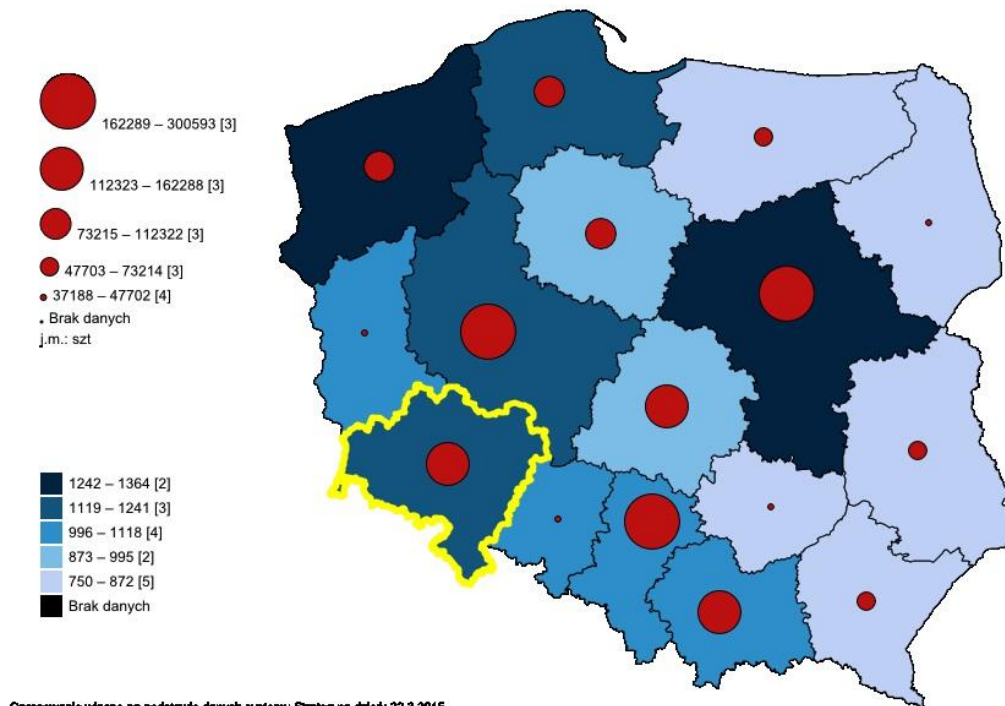 162289 – 300593 [3]
112323 – 162288 [3]
73215 – 112322 [3]
47703 – 73214 [3]
37188 – 47702 [4]
Brak danych
j.m.: szt
1242 – 1364 [2]
1119 – 1241 [3]
996 – 1118 [4]
873 – 995 [2]
750 – 872 [5]
Brak danych